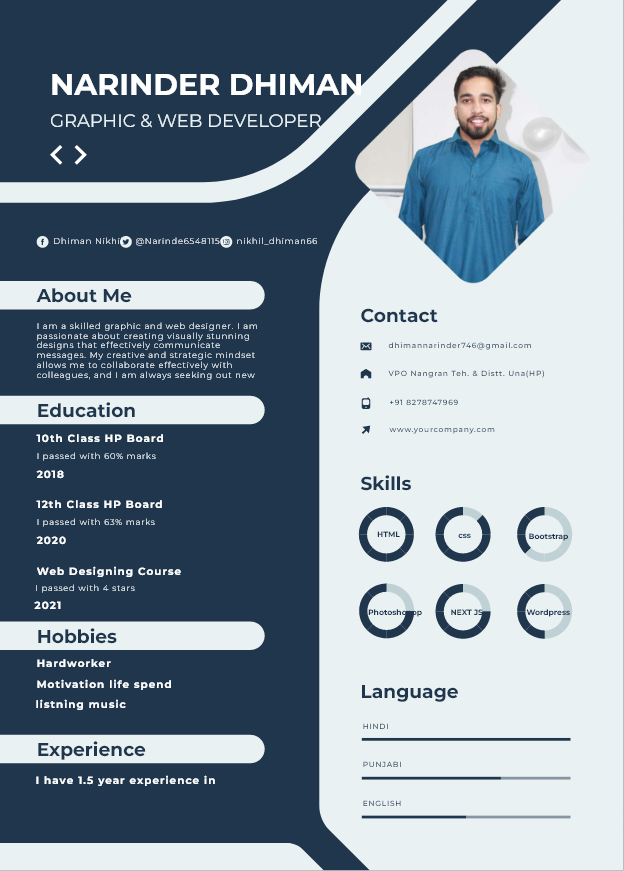 NARINDER DHIMAN
GRAPHIC & WEB DEVELOPER
Dhiman Nikhi @Narinde6548115 nikhil_dhiman66
About Me
I am a skilled graphic and web designer. I am
passionate about creating visually stunning
designs that effectively communicate
messages. My creative and strategic mindset
allows me to collaborate effectively with
colleagues, and I am always seeking out new
Education
10th Class HP Board
I passed with 60% marks
2018
12th Class HP Board
I passed with 63% marks
2020
Web Designing Course
I passed with 4 stars
2021
Hobbies
Hardworker
Motivation life spend
listning music
Experience
I have 1.5 year experience in
Contact
dhimannarinder746@gmail.com
VPO Nangran Teh. & Distt. Una(HP)
+91 8278747969
www.yourcompany.com
Skills
HTML css Bootstrap
Photoshopp NEXT JS Wordpress
Language
HINDI
PUNJABI
ENGLISH